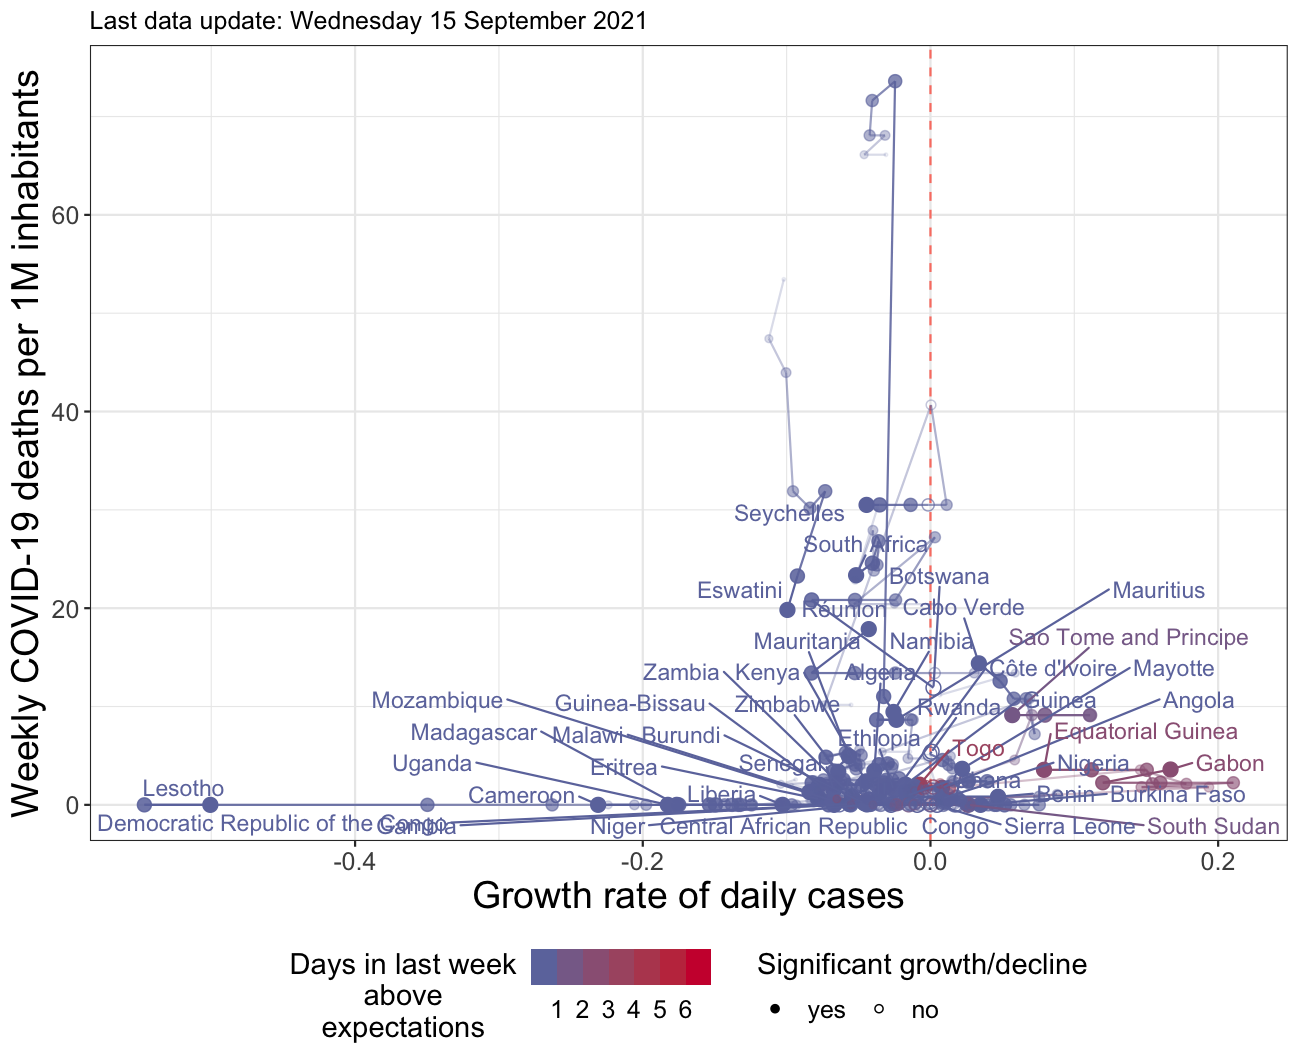 Last data update: Wednesday 15 September 2021
Weekly COVID-19 deaths per 1M inhabitants
60
40
20
0
Seychelles
South Africa
Eswatini
Botswana
Mauritius
Réunion
Cabo Verde
Mauritania
Namibia
Sao Tome and Principe
Zambia
Kenya
Algeria
Côte d'Ivoire
Mayotte
Mozambique
Guinea-Bissau
Zimbabwe
Rwanda
Guinea
Angola
Madagascar
Malawi
Burundi
Ethiopia
Togo
Equatorial Guinea
Uganda
Eritrea
Senegal
Nigeria
Gabon
Lesotho
Cameroon
Liberia
Benin
Burkina Faso
Democratic Republic of the Congo
Gambia
Niger
Central African Republic
Congo
Sierra Leone
South Sudan
-0.4
-0.2
0.0
0.2
Growth rate of daily cases
Days in last week
above
expectations
1 2 3 4 5 6
Significant growth/decline
yes
no